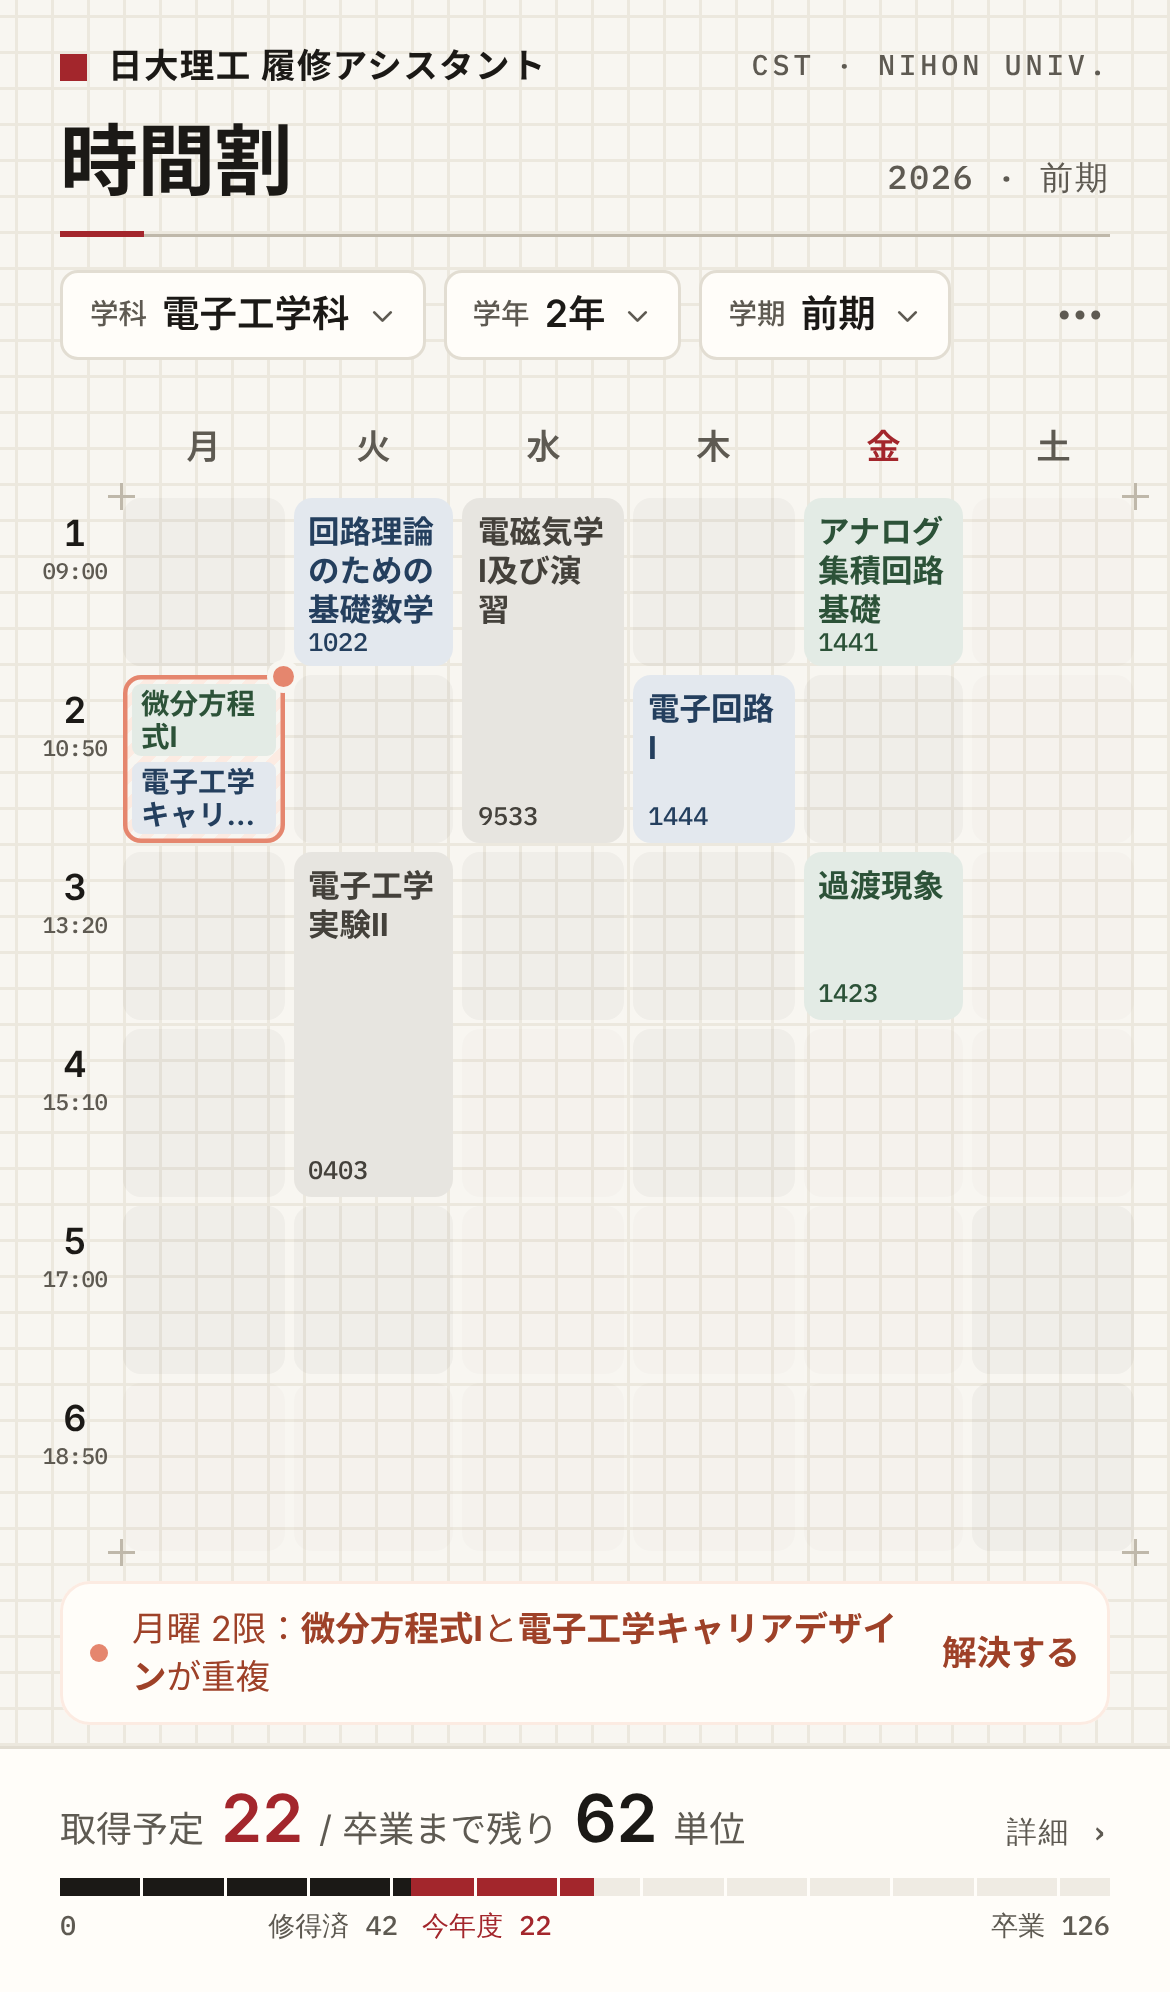 日大理工 履修アシスタント
CST · NIHON UNIV.
時間割
2026 · 前期
学科 電子工学科
学年 2年
学期 前期
月 火 水 木 金 土
1
09:00
回路理論
のための
基礎数学
1022
電磁気学
I及び演
習
9533
アナログ
集積回路
基礎
1441
2
10:50
微分方程
式I
電子工学
キャリ…
電子回路
I
1444
3
13:20
電子工学
実験II
0403
過渡現象
1423
4
15:10
5
17:00
6
18:50
月曜 2限：微分方程式Iと電子工学キャリアデザイ
ンが重複
解決する
取得予定 22 / 卒業まで残り 62 単位
詳細 ›
0 修得済 42 今年度 22 卒業 126